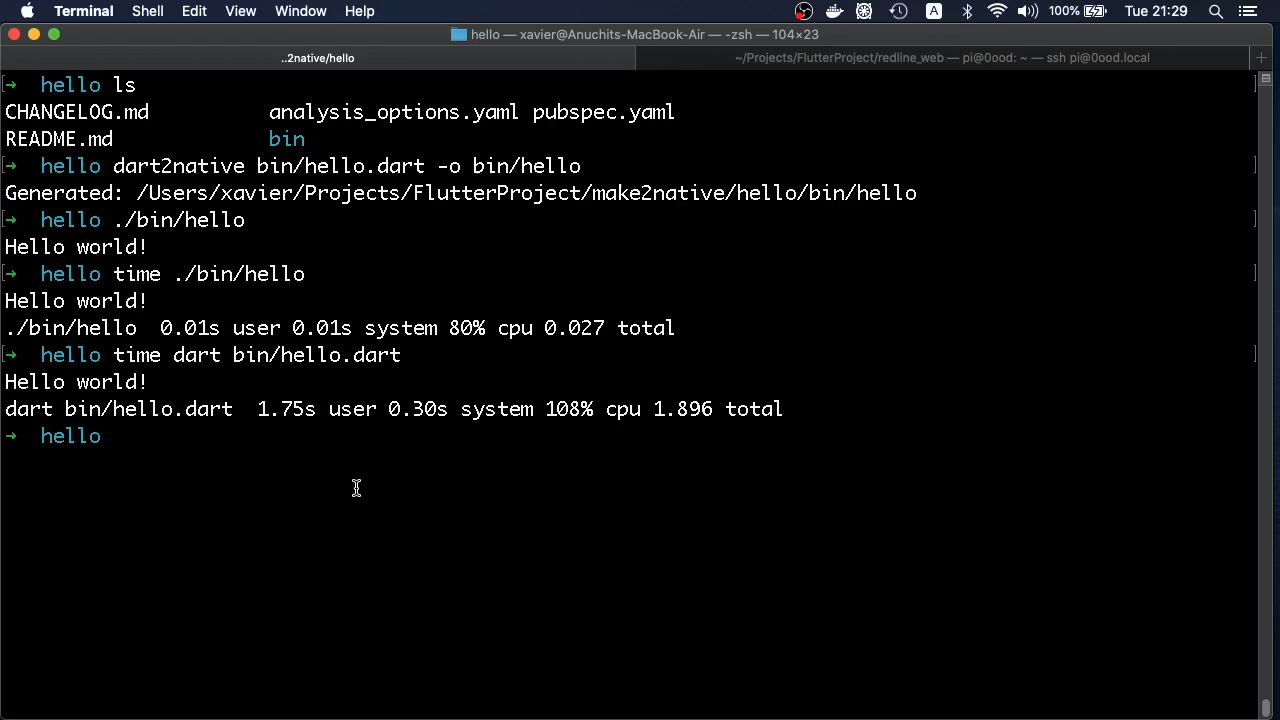 Terminal Shell Edit View Window Help A 100% Tue 21:29
hello — xavier@Anuchits-MacBook-Air — -zsh — 104×23
..2native/hello ~/Projects/FlutterProject/redline_web — pi@0ood: ~ — ssh pi@0ood.local +
[→ hello ls ]
CHANGELOG.md analysis_options.yaml pubspec.yaml
README.md bin
[→ hello dart2native bin/hello.dart -o bin/hello ]
Generated: /Users/xavier/Projects/FlutterProject/make2native/hello/bin/hello
[→ hello ./bin/hello ]
Hello world!
[→ hello time ./bin/hello ]
Hello world!
./bin/hello 0.01s user 0.01s system 80% cpu 0.027 total
[→ hello time dart bin/hello.dart ]
Hello world!
dart bin/hello.dart 1.75s user 0.30s system 108% cpu 1.896 total
→ hello